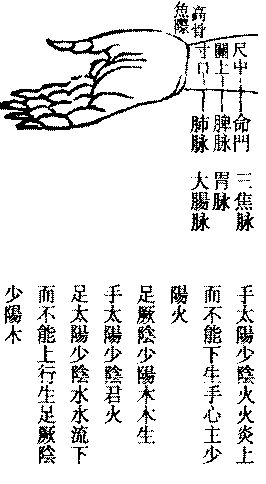 尺中
命門
三焦脉
關上
脾脉
胃脉
寸口
肺脉
大腸脉
高骨
魚際
手太陽少陰火火炎上
而不能下生手心主少
陽火
足厥陰少陽木木生
手太陽少陰君火
足太陽少陰水水流下
而不能上行生足厥陰
少陽木